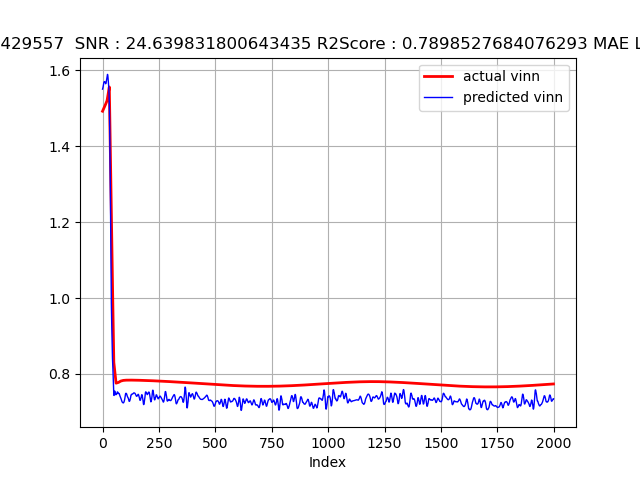 429557  SNR : 24.639831800643435 R2Score : 0.7898527684076293 MAE L
actual vinn
predicted vinn
1.6
1.4
1.2
1.0
0.8
0 250 500 750 1000 1250 1500 1750 2000
Index